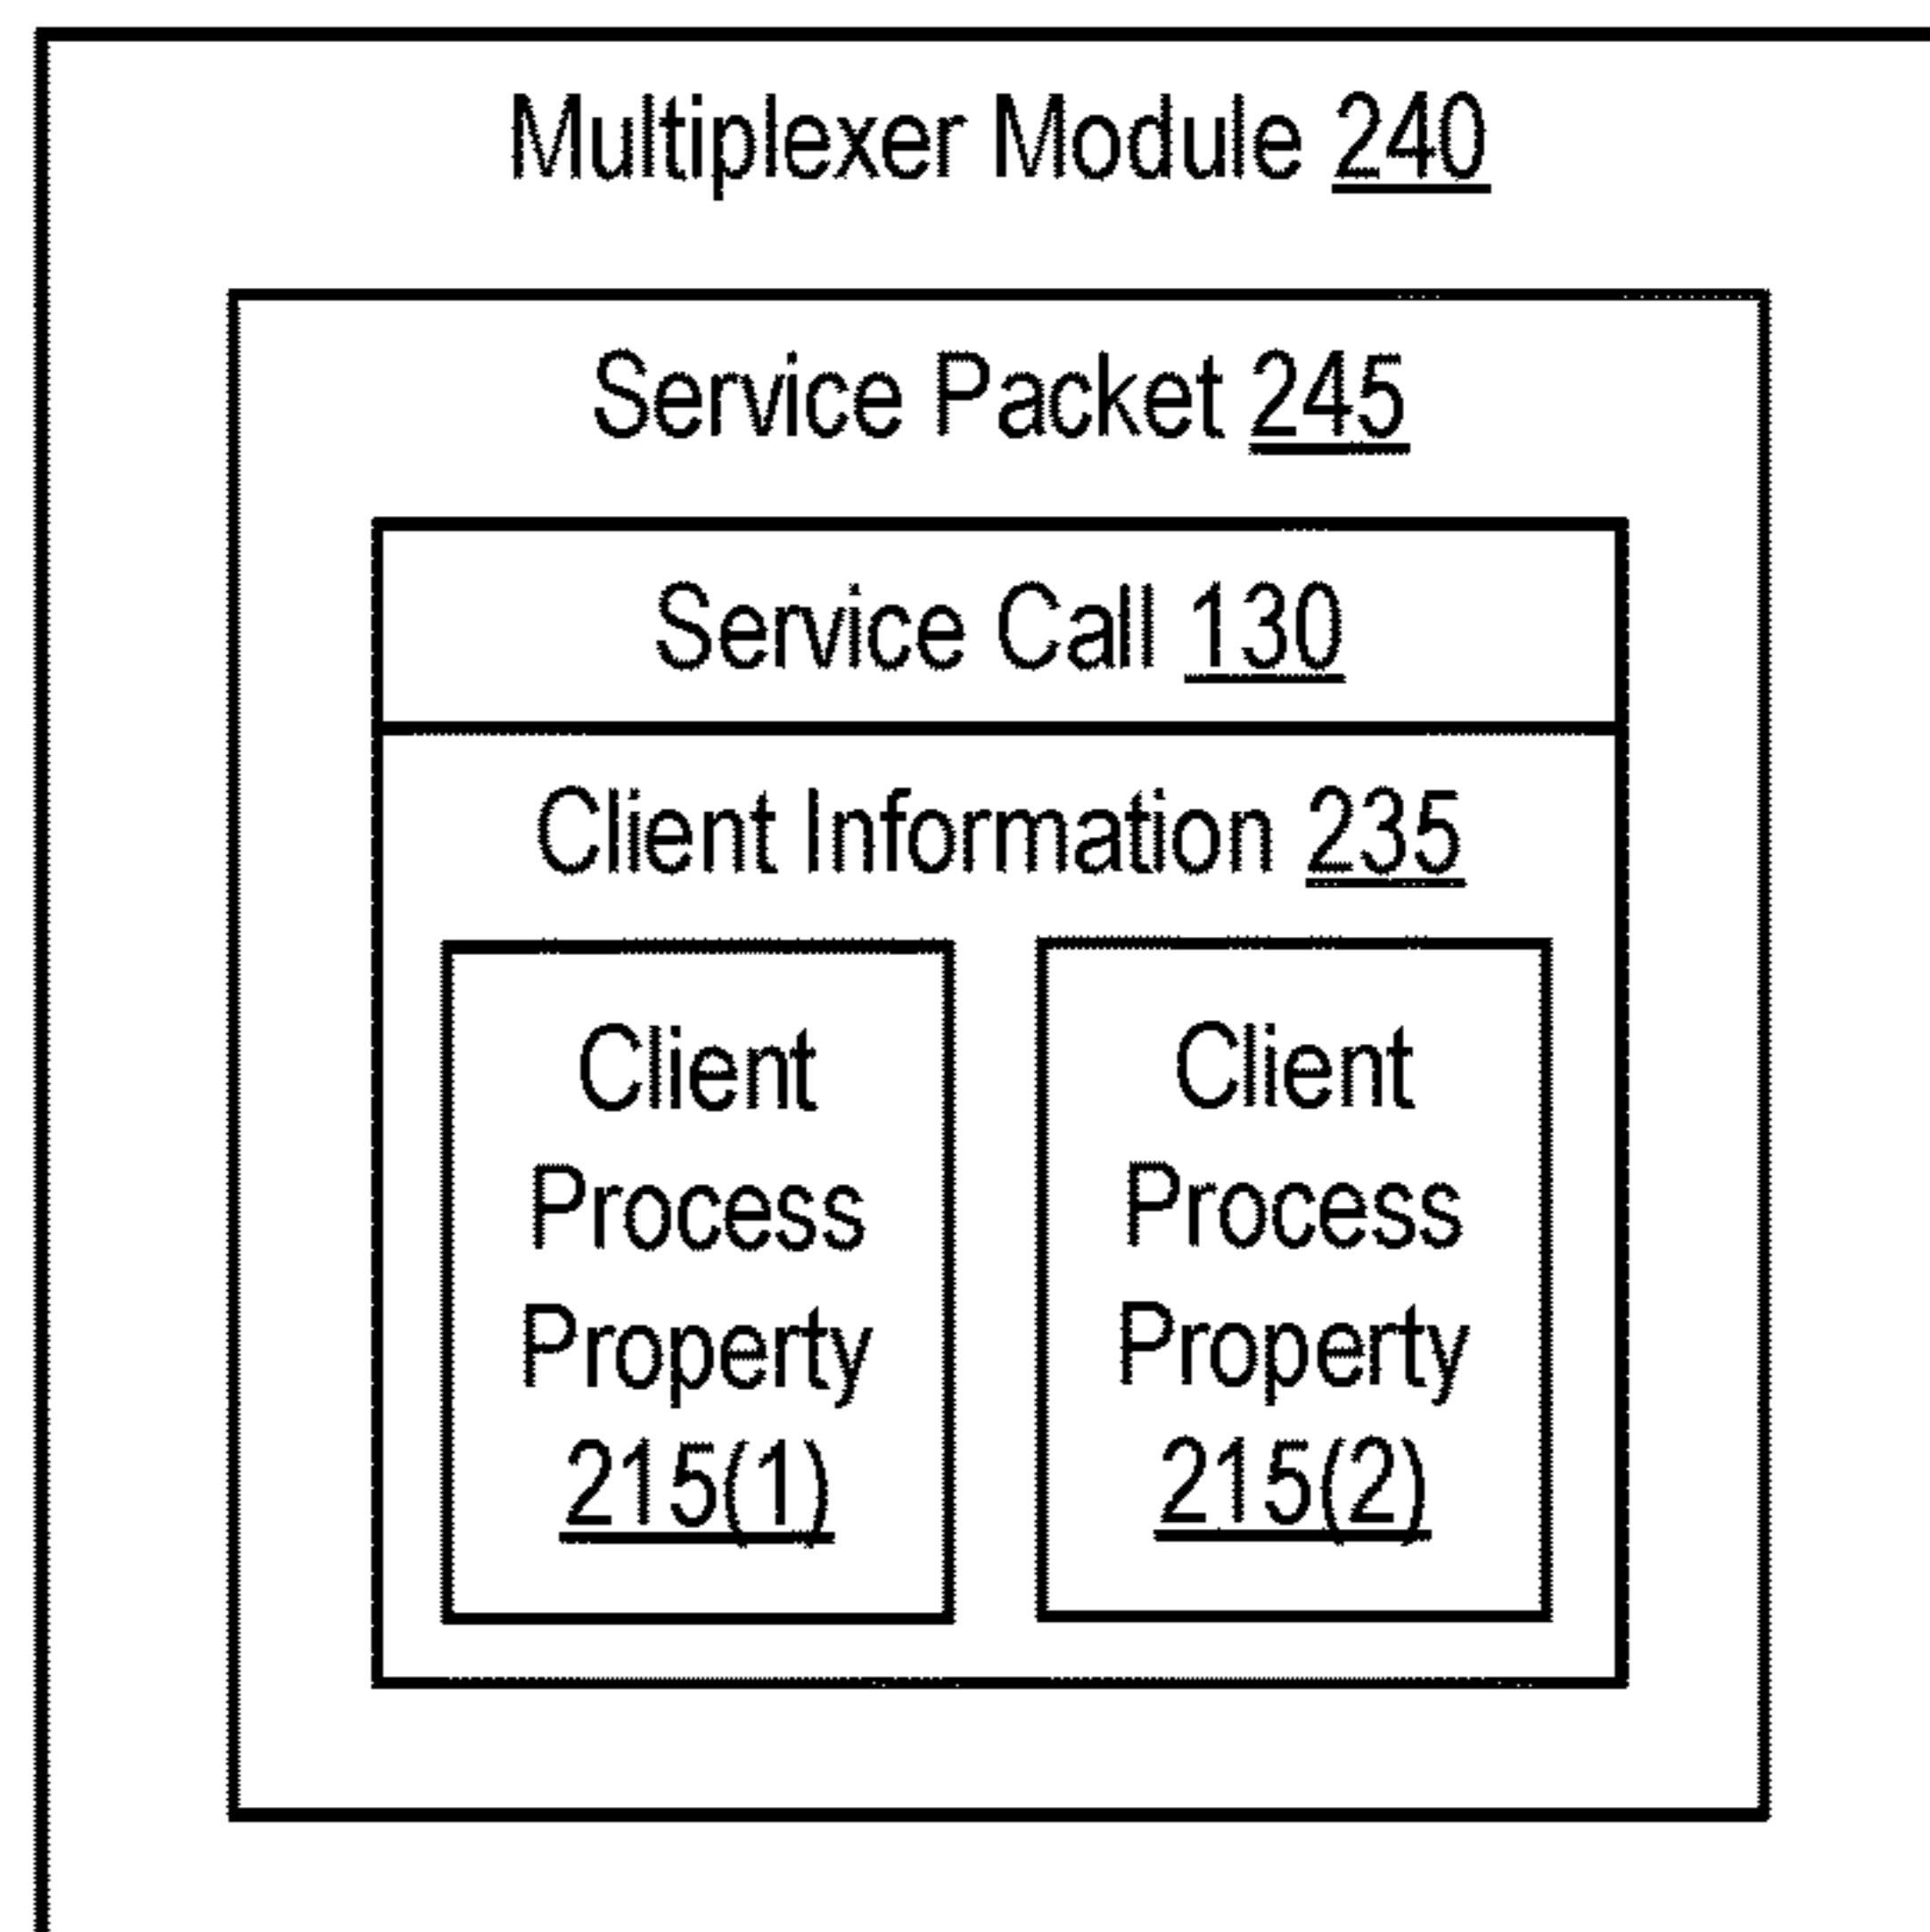 Multiplexer Module 240
Service Packet 245
Service Call 130
Client Information 235
Client
Process
Property
215(1)
Client
Process
Property
215(2)